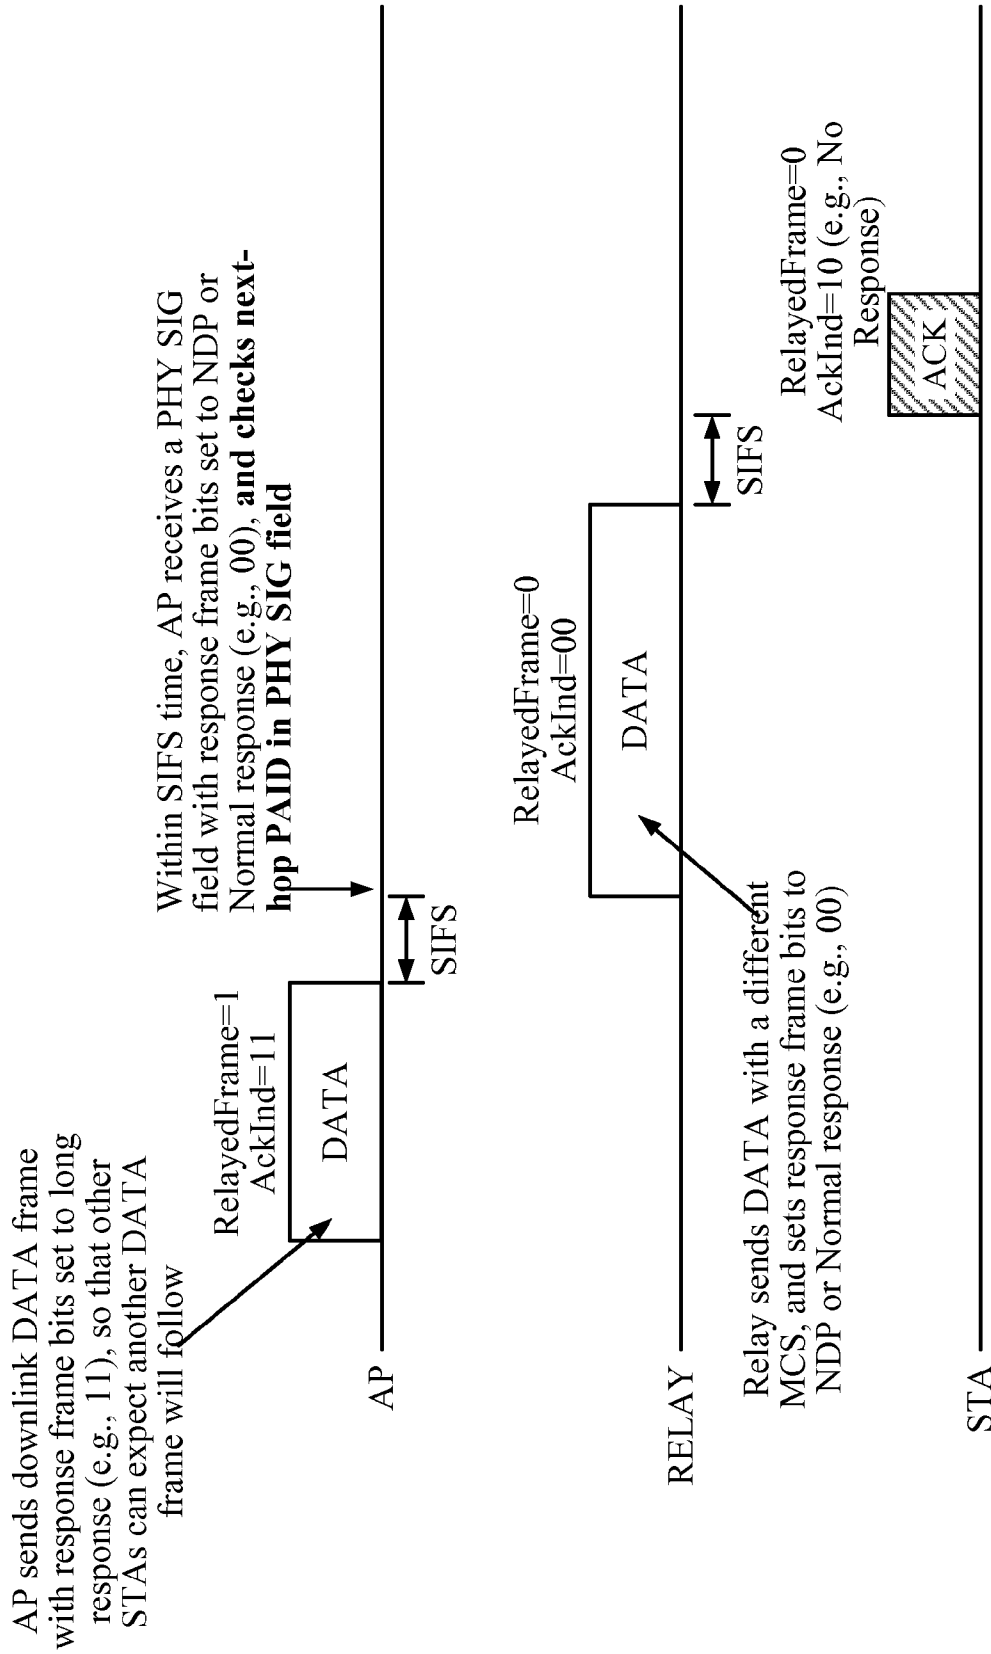 AP sends downlink DATA frame
with response frame bits set to long
response (e.g., 11), so that other
STAs can expect another DATA
frame will follow
Within SIFS time, AP receives a PHY SIG
field with response frame bits set to NDP or
Normal response (e.g., 00), and checks next-
hop PAID in PHY SIG field
RelayedFrame=1
AckInd=11
DATA
SIFS
AP
RelayedFrame=0
AckInd=00
DATA
SIFS
RELAY
Relay sends DATA with a different
MCS, and sets response frame bits to
NDP or Normal response (e.g., 00)
RelayedFrame=0
AckInd=10 (e.g., No
Response)
ACK
STA